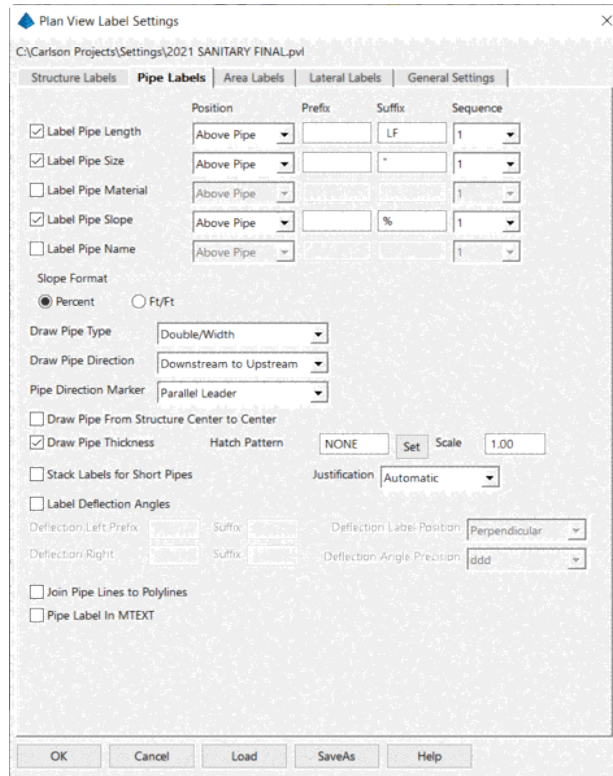 Plan View Label Settings
C:\Carlson Projects\Settings\2021 SANITARY FINAL.pvl
Structure Labels Pipe Labels Area Labels Lateral Labels General Settings
Position Prefix Suffix Sequence
Label Pipe Length Above Pipe LF 1
Label Pipe Size Above Pipe " 1
Label Pipe Material Above Pipe 1
Label Pipe Slope Above Pipe % 1
Label Pipe Name Above Pipe 1
Slope Format
Percent Ft/Ft
Draw Pipe Type Double/Width
Draw Pipe Direction Downstream to Upstream
Pipe Direction Marker Parallel Leader
Draw Pipe From Structure Center to Center
Draw Pipe Thickness Hatch Pattern NONE Set Scale 1.00
Stack Labels for Short Pipes Justification Automatic
Label Deflection Angles
Deflection Left Prefix Suffix Deflection Label Position Perpendicular
Deflection Right Suffix Deflection Angle Precision ddd
Join Pipe Lines to Polylines
Pipe Label In MTEXT
OK Cancel Load SaveAs Help